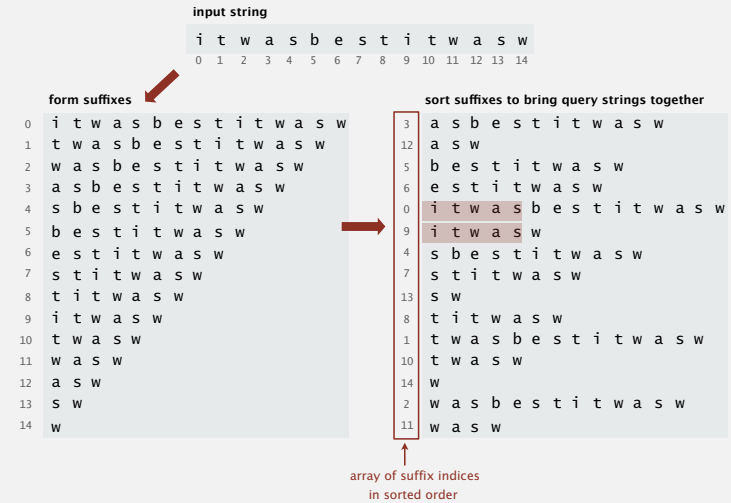 input string
i t w a s b e s t i t w a s w
0 1 2 3 4 5 6 7 8 9 10 11 12 13 14
form suffixes
0 i t w a s b e s t i t w a s w
1 t w a s b e s t i t w a s w
2 w a s b e s t i t w a s w
3 a s b e s t i t w a s w
4 s b e s t i t w a s w
5 b e s t i t w a s w
6 e s t i t w a s w
7 s t i t w a s w
8 t i t w a s w
9 i t w a s w
10 t w a s w
11 w a s w
12 a s w
13 s w
14 w
sort suffixes to bring query strings together
3 a s b e s t i t w a s w
12 a s w
5 b e s t i t w a s w
6 e s t i t w a s w
0 i t w a s b e s t i t w a s w
9 i t w a s w
4 s b e s t i t w a s w
7 s t i t w a s w
13 s w
8 t i t w a s w
1 t w a s b e s t i t w a s w
10 t w a s w
14 w
2 w a s b e s t i t w a s w
11 w a s w
array of suffix indices
in sorted order